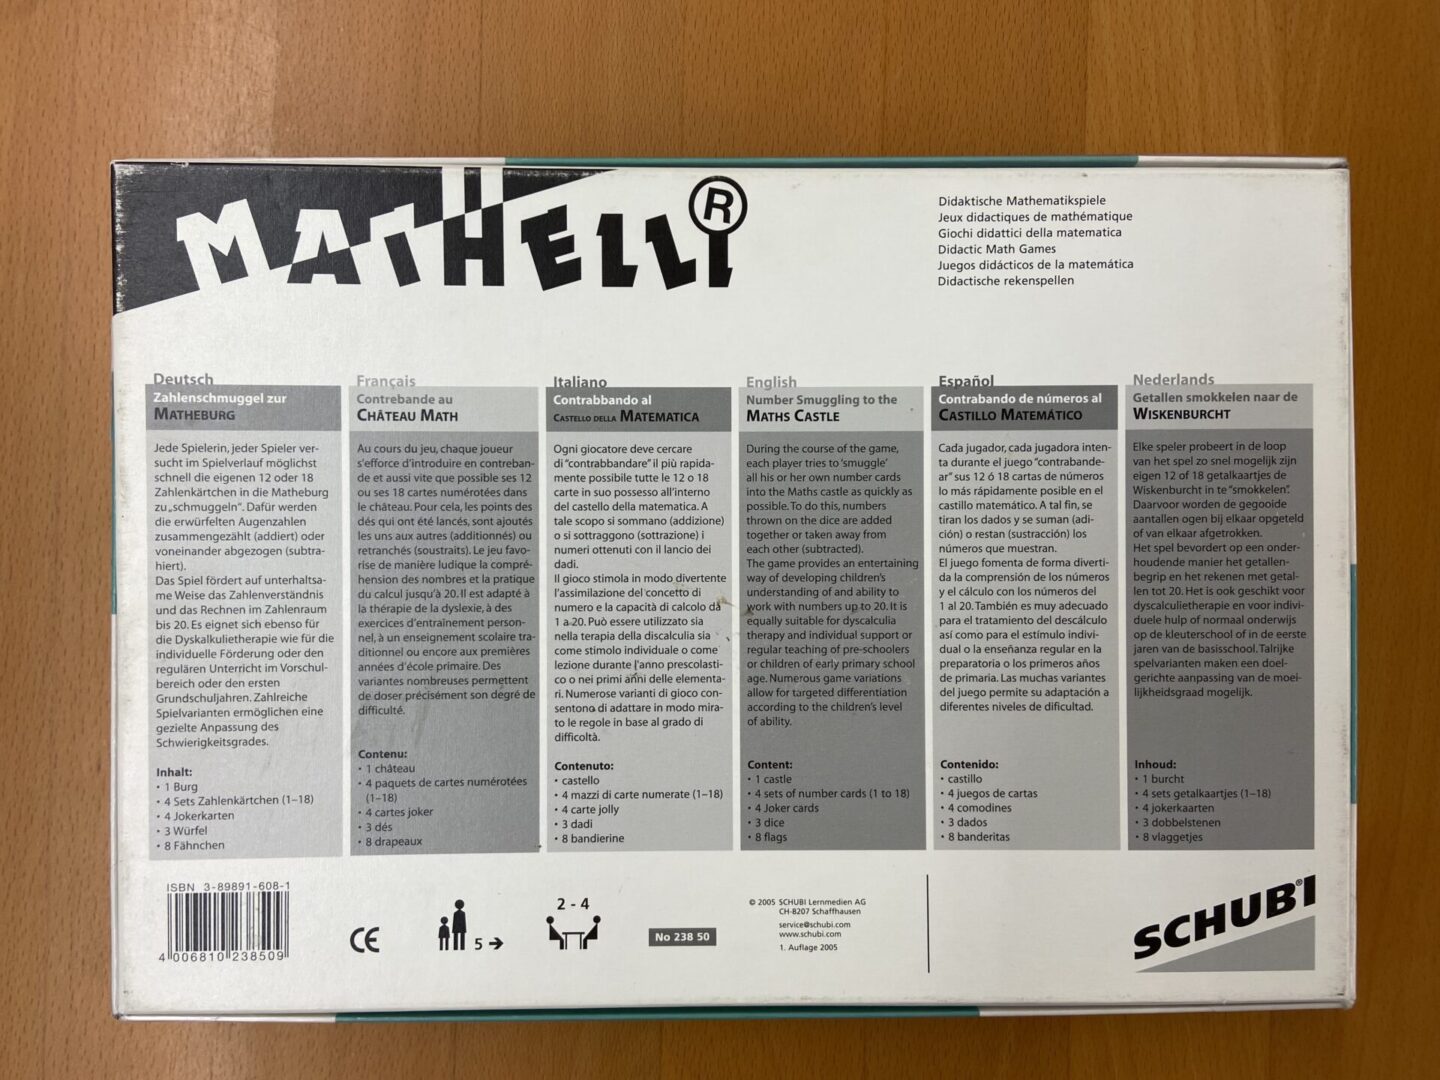 MATHELLI®
Didaktische Mathematikspiele
Jeux didactiques de mathématique
Giochi didattici della matematica
Didactic Math Games
Juegos didácticos de la matemática
Didactische rekenspellen
Deutsch
Zahlenschmuggel zur
MATHEBURG
Jede Spielerin, jeder Spieler ver-
sucht im Spielverlauf möglichst
schnell die eigenen 12 oder 18
Zahlenkärtchen in die Matheburg
zu „schmuggeln“. Dafür werden
die erwürfelten Augenzahlen
zusammengezählt (addiert) oder
voneinander abgezogen (subtra-
hiert).
Das Spiel fördert auf unterhaltsa-
me Weise das Zahlenverständnis
und das Rechnen im Zahlenraum
bis 20. Es eignet sich ebenso für
die Dyskalkulietherapie wie für die
individuelle Förderung oder den
regulären Unterricht im Vorschul-
bereich oder den ersten
Grundschuljahren. Zahlreiche
Spielvarianten ermöglichen eine
gezielte Anpassung des
Schwierigkeitsgrades.
Inhalt:
• 1 Burg
• 4 Sets Zahlenkärtchen (1–18)
• 4 Jokerkarten
• 3 Würfel
• 8 Fähnchen
Français
Contrebande au
CHÂTEAU MATH
Au cours du jeu, chaque joueur
s'efforce d'introduire en contreban-
de et aussi vite que possible ses 12
ou ses 18 cartes numérotées dans
le château. Pour cela, les points des
dés qui ont été lancés, sont ajoutés
les uns aux autres (additionnés) ou
retranchés (soustraits). Le jeu favo-
rise de manière ludique la compré-
hension des nombres et la pratique
du calcul jusqu'à 20. Il est adapté à
la thérapie de la dyslexie, à des
exercices d'entraînement person-
nel, à un enseignement scolaire tra-
ditionnel ou encore aux premières
années d'école primaire. Des
variantes nombreuses permettent
de doser précisément son degré de
difficulté.
Contenu:
• 1 château
• 4 paquets de cartes numérotées
(1–18)
• 4 cartes joker
• 3 dés
• 8 drapeaux
Italiano
Contrabbando al
CASTELLO DELLA MATEMATICA
Ogni giocatore deve cercare
di “contrabbandare” il più rapida-
mente possibile tutte le 12 o 18
carte in suo possesso all'interno
del castello della matematica. A
tale scopo si sommano (addizione)
o si sottraggono (sottrazione) i
numeri ottenuti con il lancio dei
dadi.
Il gioco stimola in modo divertente
l'assimilazione del concetto di
numero e la capacità di calcolo da
1 a 20. Può essere utilizzato sia
nella terapia della discalculia sia
come stimolo individuale o come
lezione durante l'anno prescolasti-
co o nei primi anni delle elementa-
ri. Numerose varianti di gioco con-
sentono di adattare in modo mira-
to le regole in base al grado di
difficoltà.
Contenuto:
• castello
• 4 mazzi di carte numerate (1–18)
• 4 carte jolly
• 3 dadi
• 8 bandierine
English
Number Smuggling to the
MATHS CASTLE
During the course of the game,
each player tries to ‘smuggle’
all his or her own number cards
into the Maths castle as quickly as
possible. To do this, numbers
thrown on the dice are added
together or taken away from
each other (subtracted).
The game provides an entertaining
way of developing children's
understanding of and ability to
work with numbers up to 20. It is
equally suitable for dyscalculia
therapy and individual support or
regular teaching of pre-schoolers
or children of early primary school
age. Numerous game variations
allow for targeted differentiation
according to the children's level
of ability.
Content:
• 1 castle
• 4 sets of number cards (1 to 18)
• 4 Joker cards
• 3 dice
• 8 flags
Español
Contrabando de números al
CASTILLO MATEMÁTICO
Cada jugador, cada jugadora inten-
ta durante el juego “contrabande-
ar” sus 12 ó 18 cartas de números
lo más rápidamente posible en el
castillo matemático. A tal fin, se
tiran los dados y se suman (adi-
ción) o restan (sustracción) los
números que muestran.
El juego fomenta de forma diverti-
da la comprensión de los números
y el cálculo con los números del
1 al 20. También es muy adecuado
para el tratamiento del descálculo
así como para el estímulo indivi-
dual o la enseñanza regular en la
preparatoria o los primeros años
de primaria. Las muchas variantes
del juego permite su adaptación a
diferentes niveles de dificultad.
Contenido:
• castillo
• 4 juegos de cartas
• 4 comodines
• 3 dados
• 8 banderitas
Nederlands
Getallen smokkelen naar de
WISKENBURCHT
Elke speler probeert in de loop
van het spel zo snel mogelijk zijn
eigen 12 of 18 getalkaartjes de
Wiskenburcht in te “smokkelen”.
Daarvoor worden de gegooide
aantallen ogen bij elkaar opgeteld
of van elkaar afgetrokken.
Het spel bevordert op een onder-
houdende manier het getallen-
begrip en het rekenen met getal-
len tot 20. Het is ook geschikt voor
dyscalculietherapie en voor indivi-
duele hulp of normaal onderwijs
op de kleuterschool of in de eerste
jaren van de basisschool. Talrijke
spelvarianten maken een doel-
gerichte aanpassing van de moei-
lijkheidsgraad mogelijk.
Inhoud:
• 1 burcht
• 4 sets getalkaartjes (1–18)
• 4 jokerkaarten
• 3 dobbelstenen
• 8 vlaggetjes
ISBN 3-89891-608-1
4 006810 238509
CE
5 →
2 - 4
No 238 50
© 2005 SCHUBI Lernmedien AG
CH-8207 Schaffhausen
service@schubi.com
www.schubi.com
1. Auflage 2005
SCHUBI®